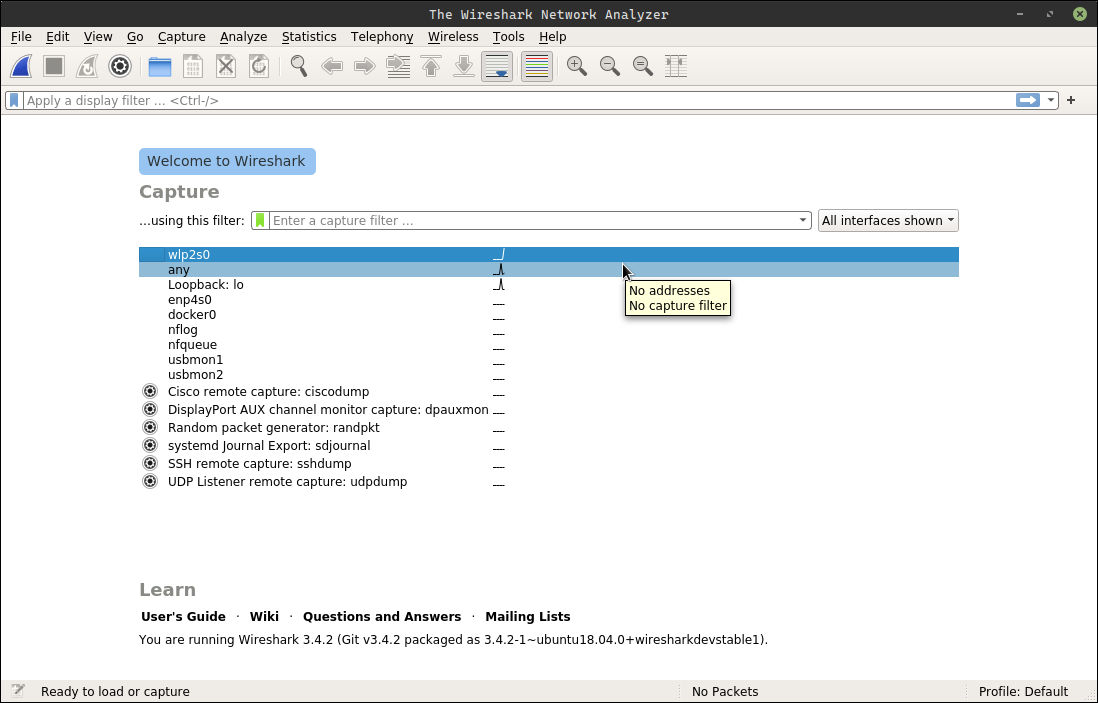 The Wireshark Network Analyzer
File Edit View Go Capture Analyze Statistics Telephony Wireless Tools Help
Apply a display filter … <Ctrl-/>
Welcome to Wireshark
Capture
…using this filter: Enter a capture filter … All interfaces shown
wlp2s0
any
Loopback: lo
No addresses
No capture filter
enp4s0
docker0
nflog
nfqueue
usbmon1
usbmon2
Cisco remote capture: ciscodump
DisplayPort AUX channel monitor capture: dpauxmon
Random packet generator: randpkt
systemd Journal Export: sdjournal
SSH remote capture: sshdump
UDP Listener remote capture: udpdump
Learn
User's Guide · Wiki · Questions and Answers · Mailing Lists
You are running Wireshark 3.4.2 (Git v3.4.2 packaged as 3.4.2-1~ubuntu18.04.0+wiresharkdevstable1).
Ready to load or capture No Packets Profile: Default